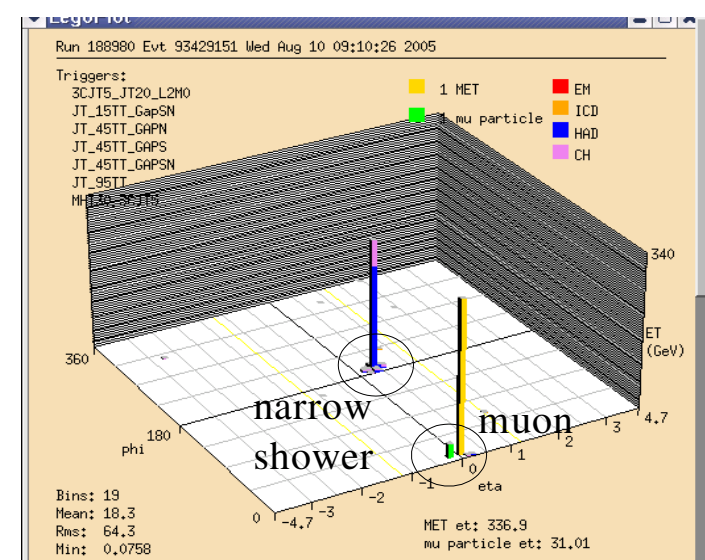 LegoPlot
Run 188980 Evt 93429151 Wed Aug 10 09:10:26 2005
Triggers:
3CJT5_JT20_L2M0
JT_15TT_GapSN
JT_45TT_GAPN
JT_45TT_GAPS
JT_45TT_GAPSN
JT_95TT
1 MET
1 mu particle
EM
ICD
HAD
CH
340
ET
(GeV)
4.7
3
2
1
0
-1
-2
-3
-4.7
eta
360
180
phi
0
narrow
shower
muon
Bins: 19
Mean: 18.3
Rms: 64.3
Min: 0.0758
MET et: 336.9
mu particle et: 31.01